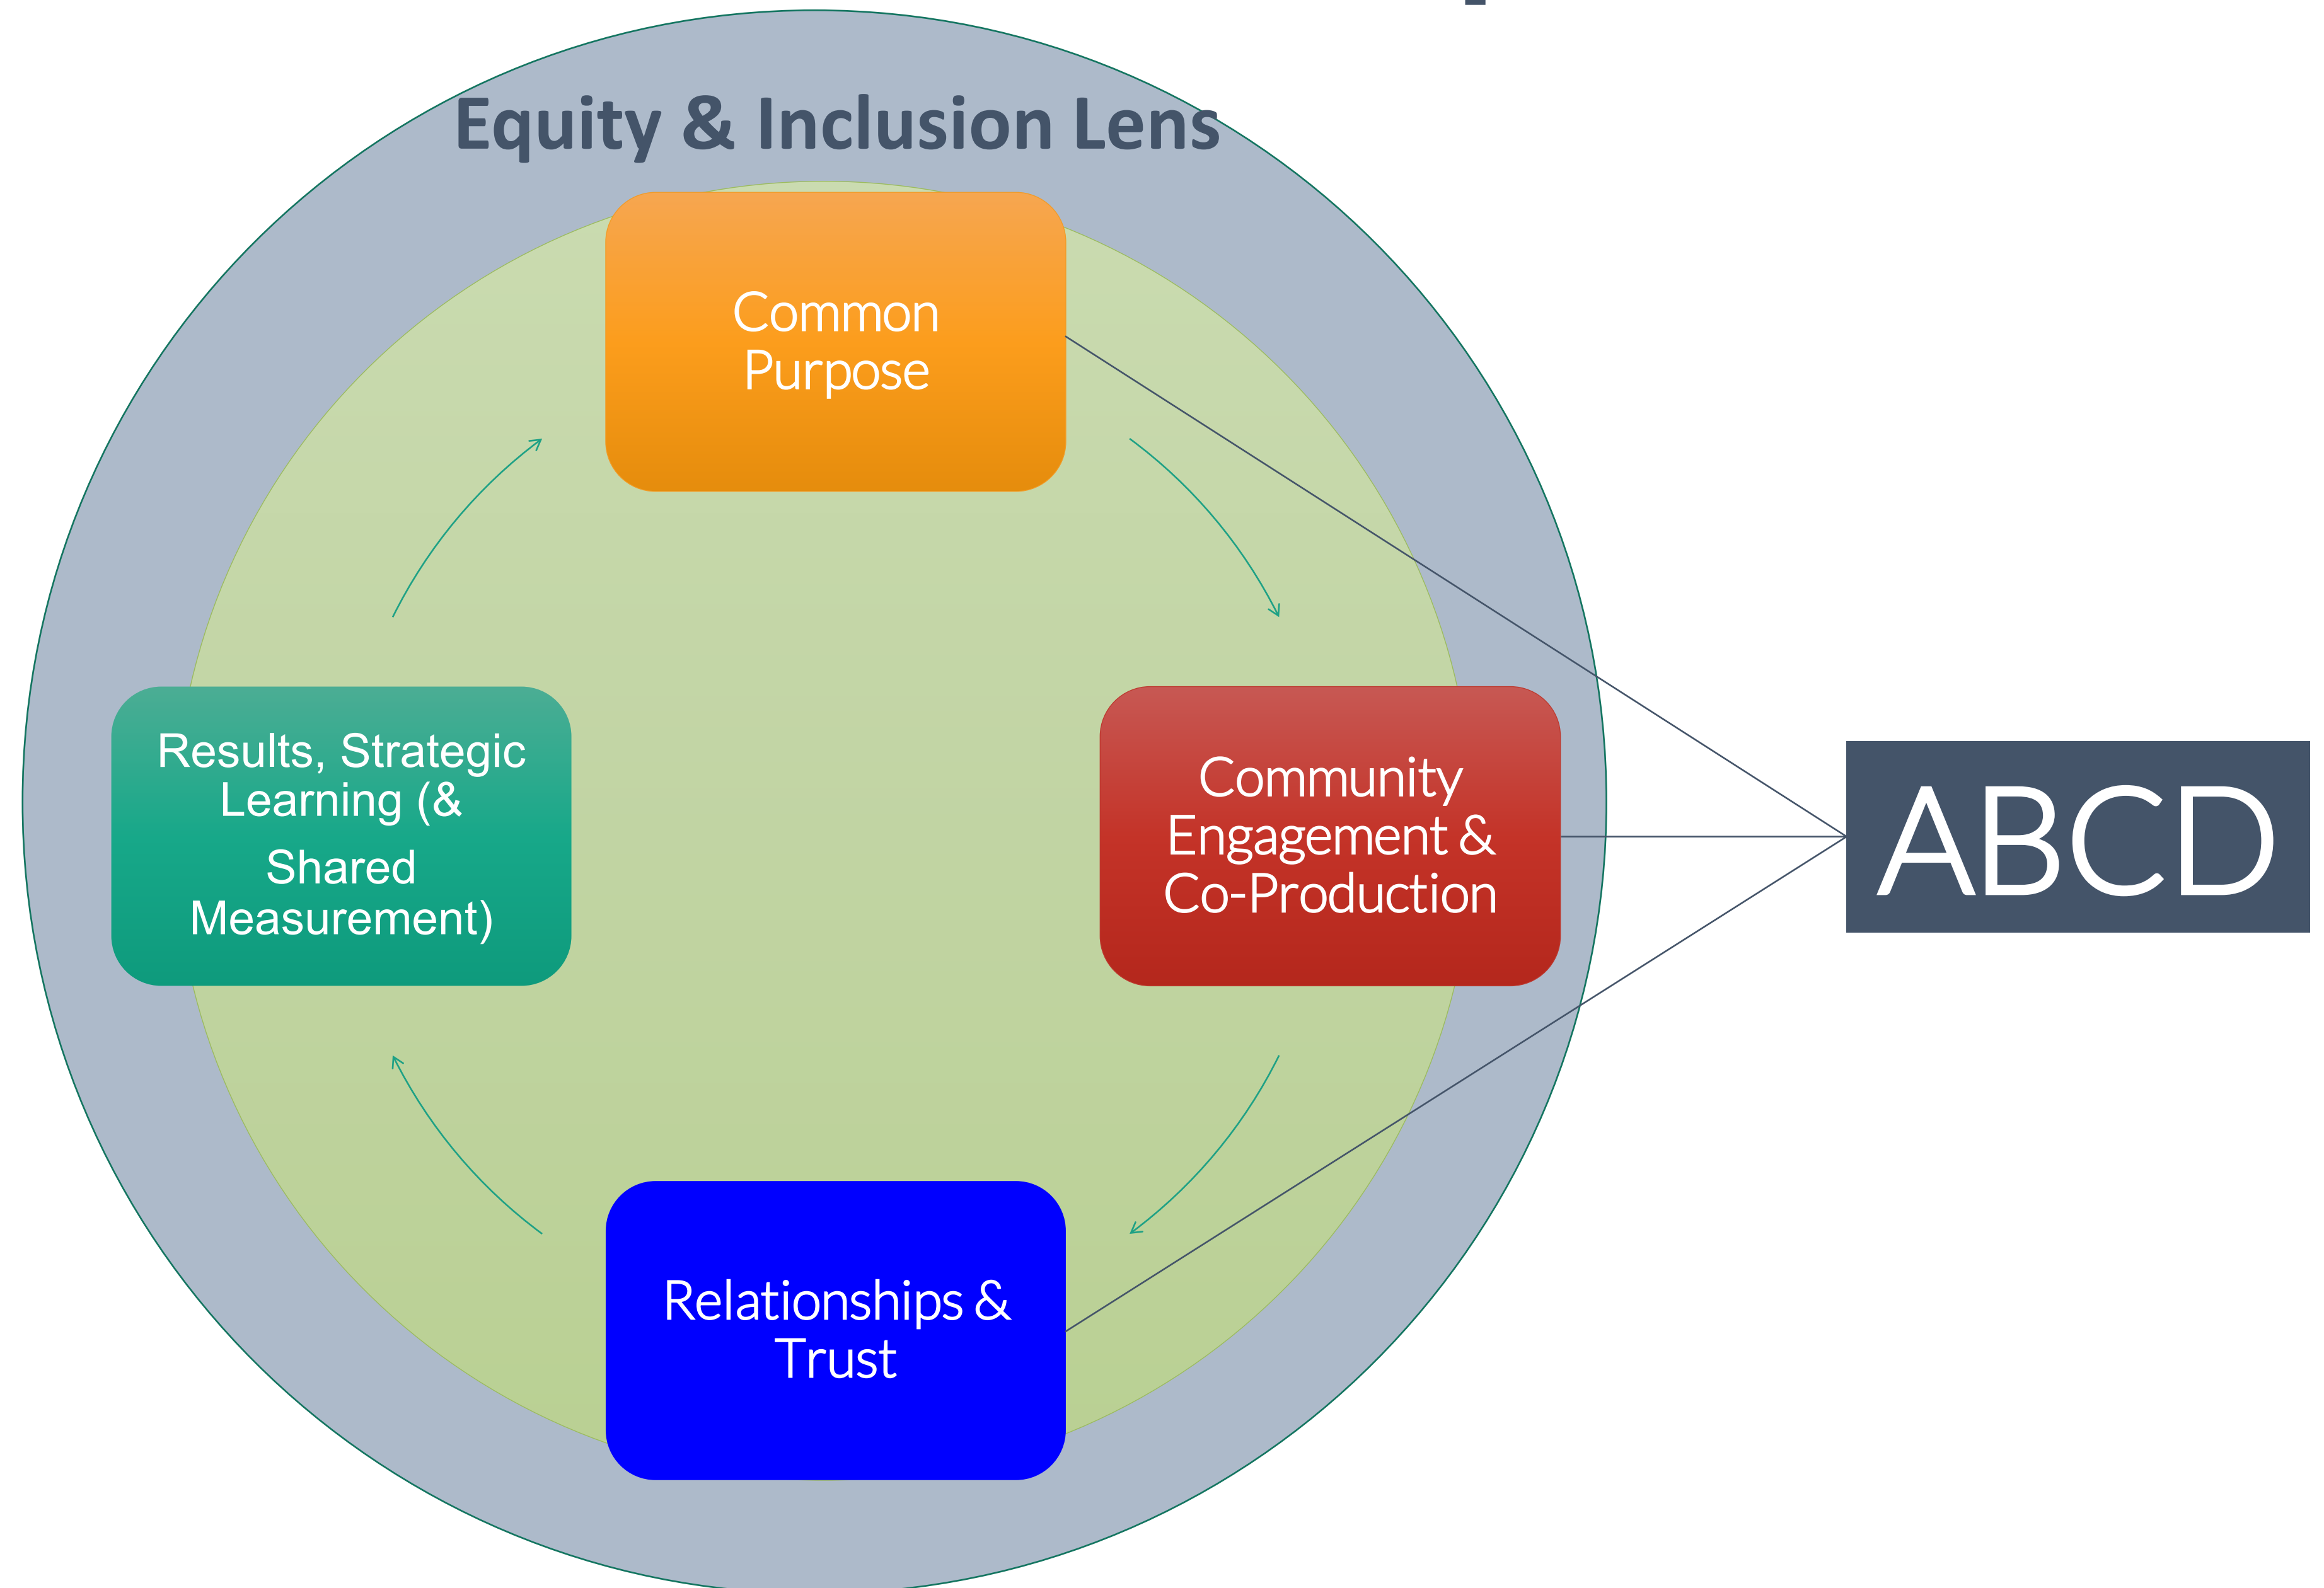 Equity & Inclusion Lens
Common
Purpose
Results, Strategic
Learning (&
Shared
Measurement)
Community
Engagement &
Co-Production
ABCD
Relationships &
Trust